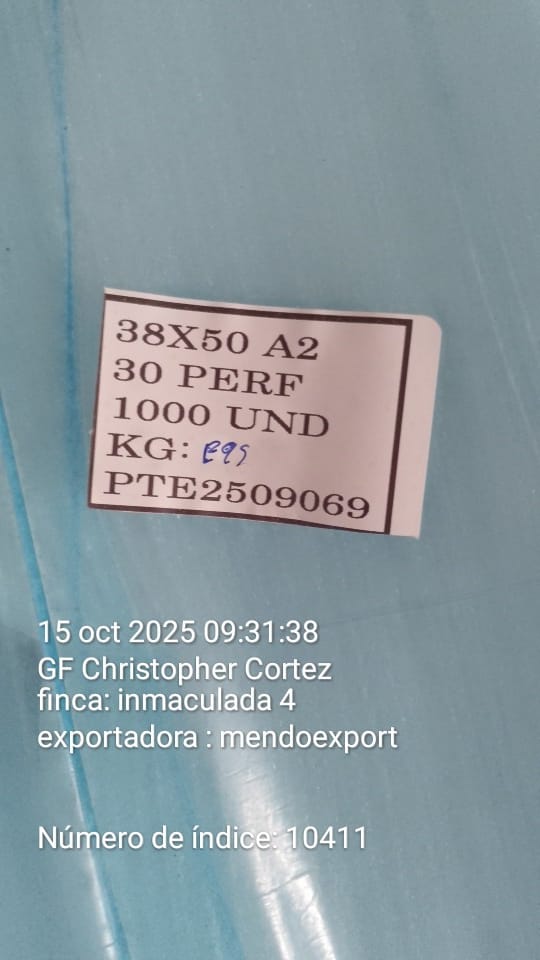 38X50 A2
30 PERF
1000 UND
KG:
PTE2509069
15 oct 2025 09:31:38
GF Christopher Cortez
finca: inmaculada 4
exportadora : mendoexport
Número de índice: 10411